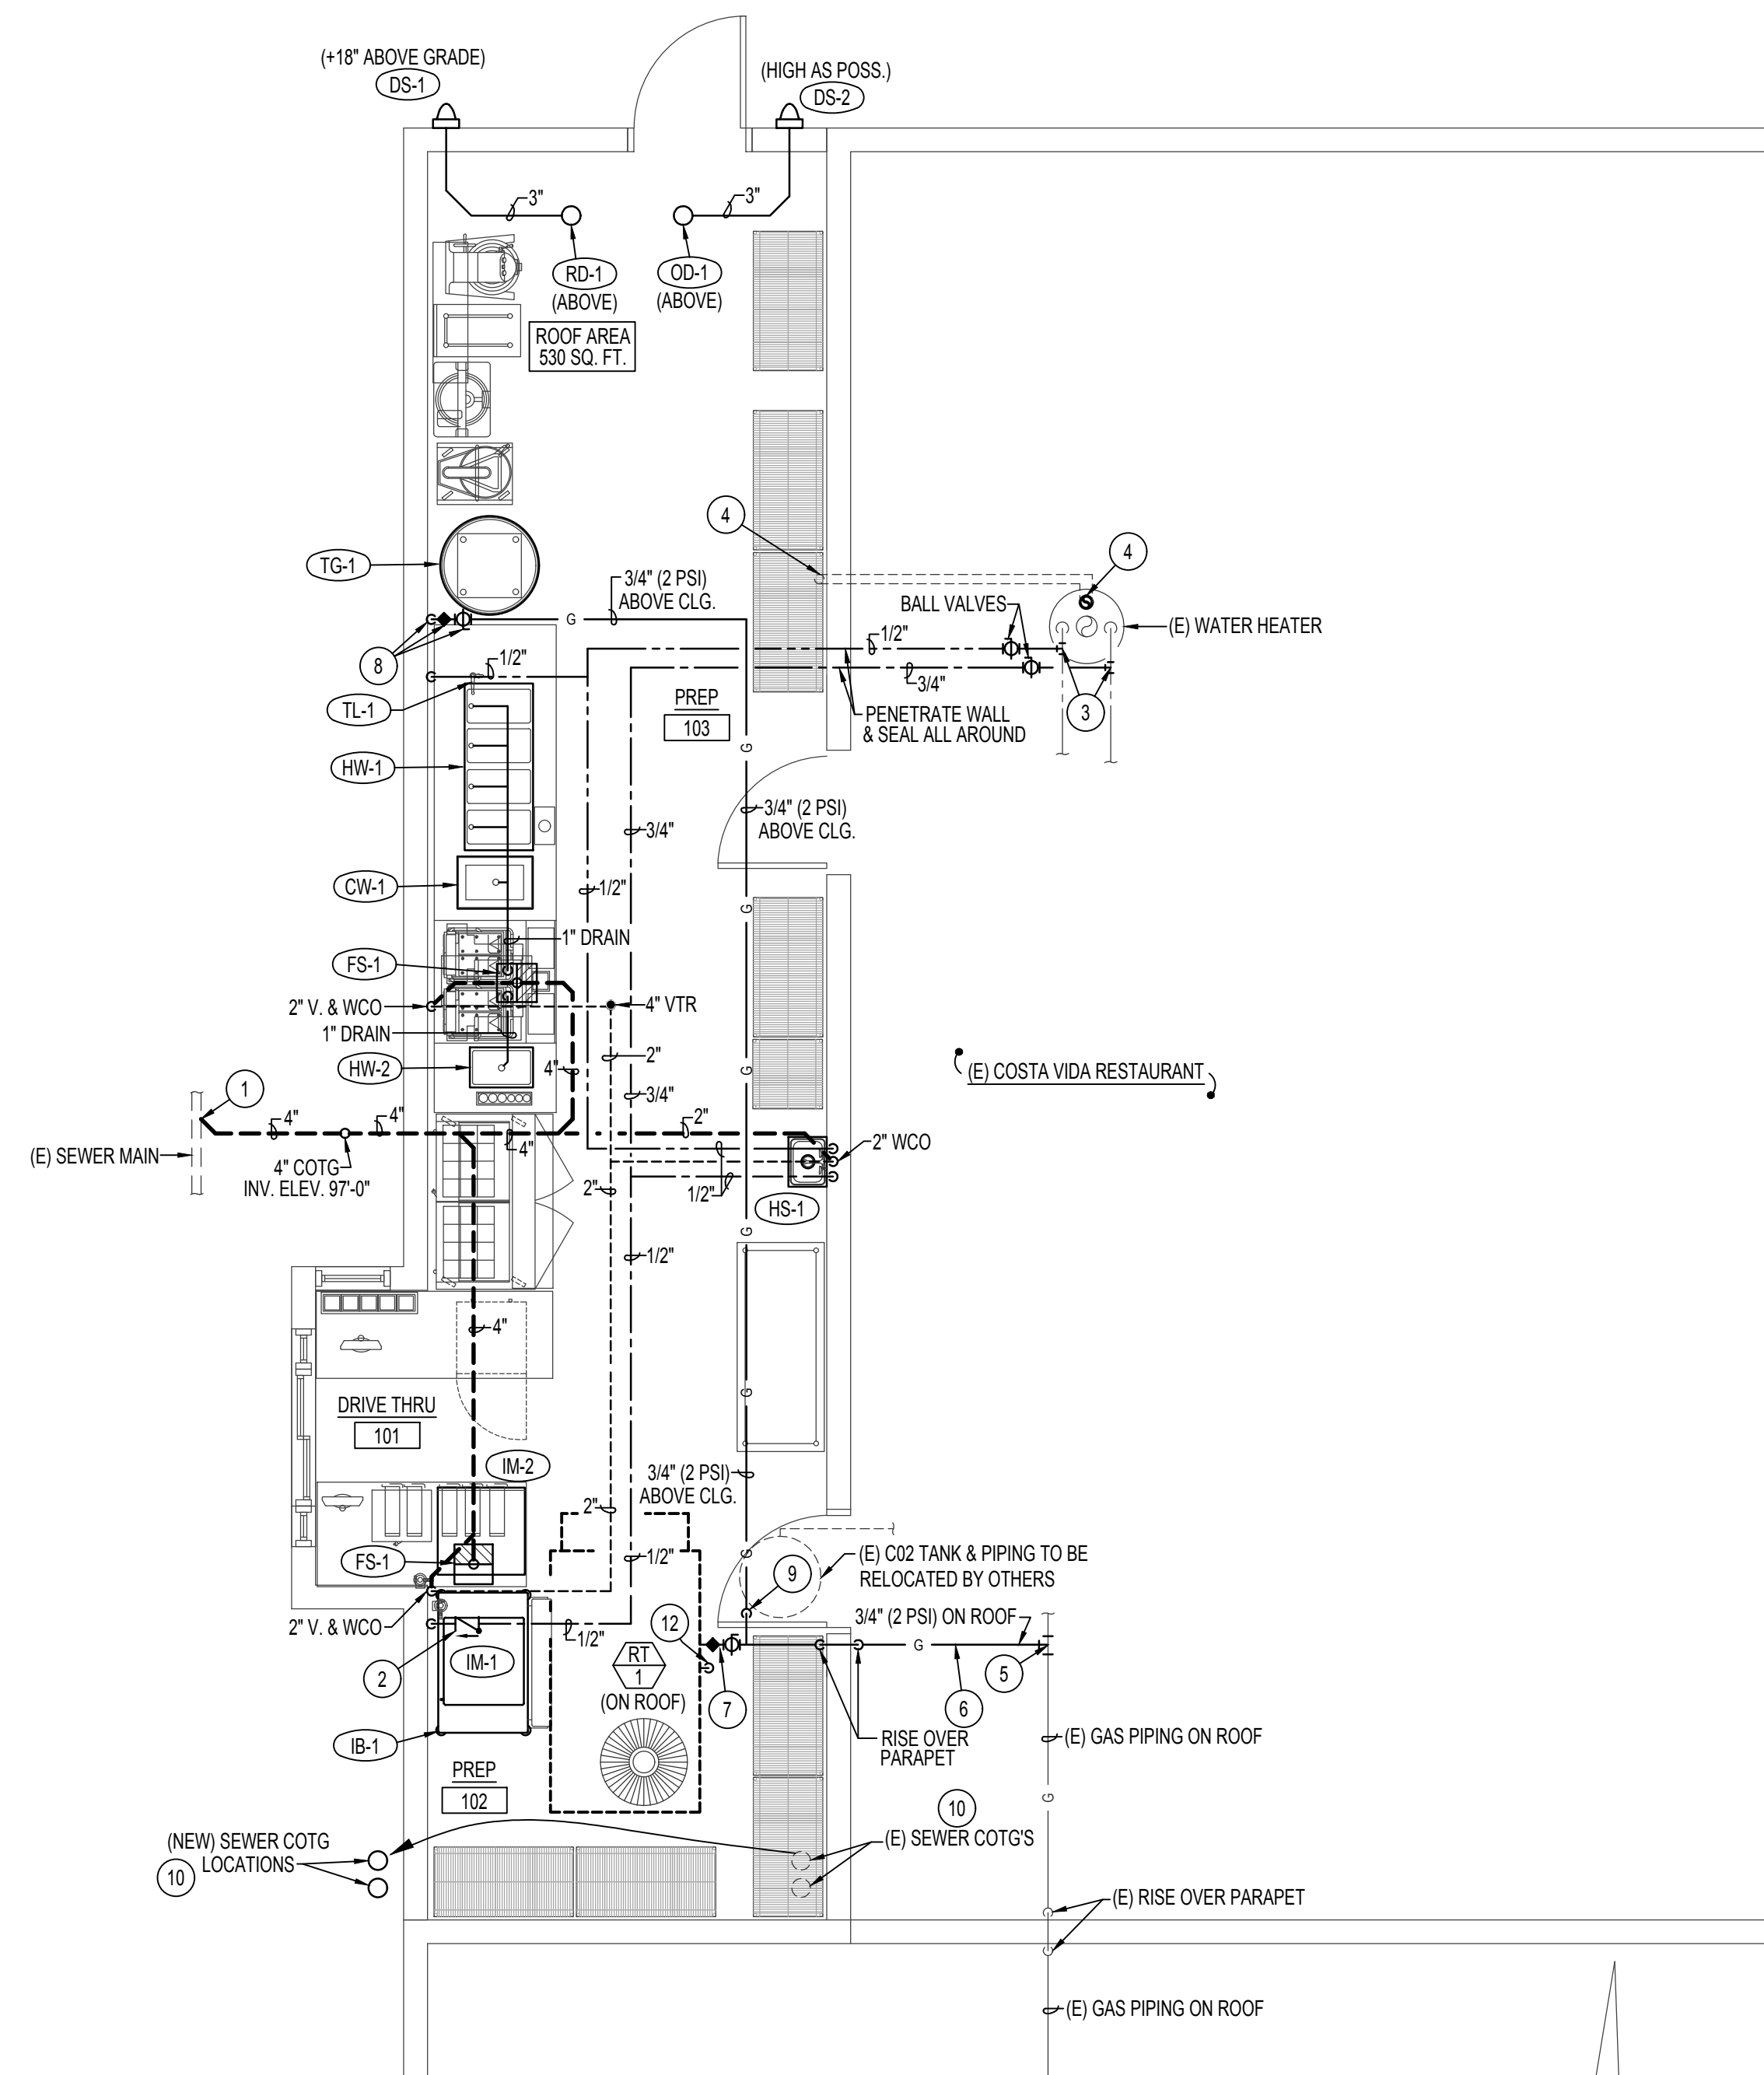 (+18" ABOVE GRADE)
DS-1
(HIGH AS POSS.)
DS-2
3"
3"
RD-1
(ABOVE)
OD-1
(ABOVE)
ROOF AREA
530 SQ. FT.
4
4
TG-1
3/4" (2 PSI)
ABOVE CLG.
BALL VALVES
G
(E) WATER HEATER
1/2"
8
1/2"
3/4"
TL-1
PREP
103
PENETRATE WALL
& SEAL ALL AROUND
3
G
HW-1
3/4" (2 PSI)
ABOVE CLG.
3/4"
CW-1
1/2"
G
1" DRAIN
FS-1
2" V. & WCO
4" VTR
1" DRAIN
2"
HW-2
4"
G
(E) COSTA VIDA RESTAURANT
1
3/4"
4"
4"
2"
(E) SEWER MAIN
4"
2" WCO
4" COTG
INV. ELEV. 97'-0"
2"
1/2"
HS-1
G
1/2"
4"
DRIVE THRU
101
G
IM-2
3/4" (2 PSI)
ABOVE CLG.
2"
FS-1
1/2"
G
(E) C02 TANK & PIPING TO BE
RELOCATED BY OTHERS
9
2" V. & WCO
12
3/4" (2 PSI) ON ROOF
1/2"
G
2
IM-1
RT
1
(ON ROOF)
7
6
5
IB-1
RISE OVER
PARAPET
(E) GAS PIPING ON ROOF
PREP
102
G
10
(NEW) SEWER COTG
LOCATIONS
10
(E) SEWER COTG'S
(E) RISE OVER PARAPET
(E) GAS PIPING ON ROOF